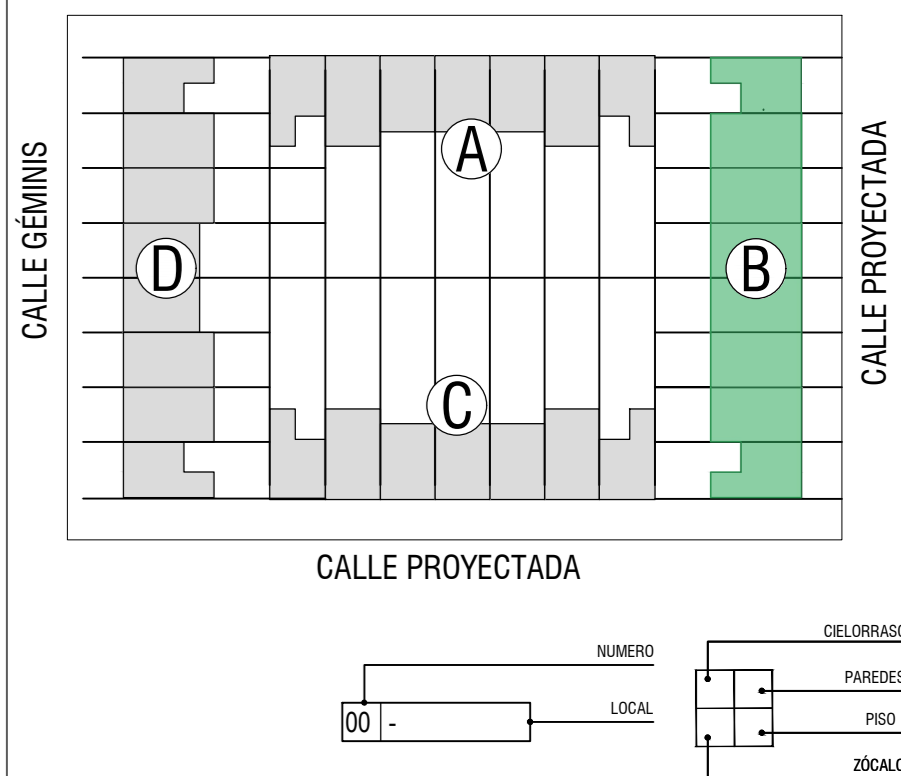 A
CALLE GÉMINIS
D
B
CALLE PROYECTADA
C
CALLE PROYECTADA
NUMERO
LOCAL
00 -
CIELORRASO
PAREDES
PISO
ZÓCALO